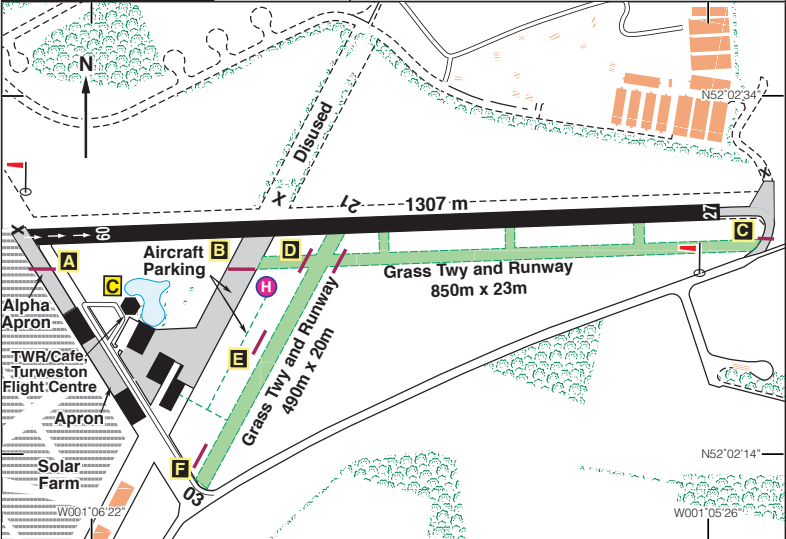 N
N52°02'34"
Disused
X
X
21
1307 m
27
X
09
A
Aircraft
Parking
B
D
C
C
H
Grass Twy and Runway
850m x 23m
Alpha
Apron
TWR/Cafe
Turweston
Flight Centre
E
Grass Twy and Runway
490m x 20m
Apron
Solar
Farm
F
03
N52°02'14"
W001°06'22"
W001°05'26"